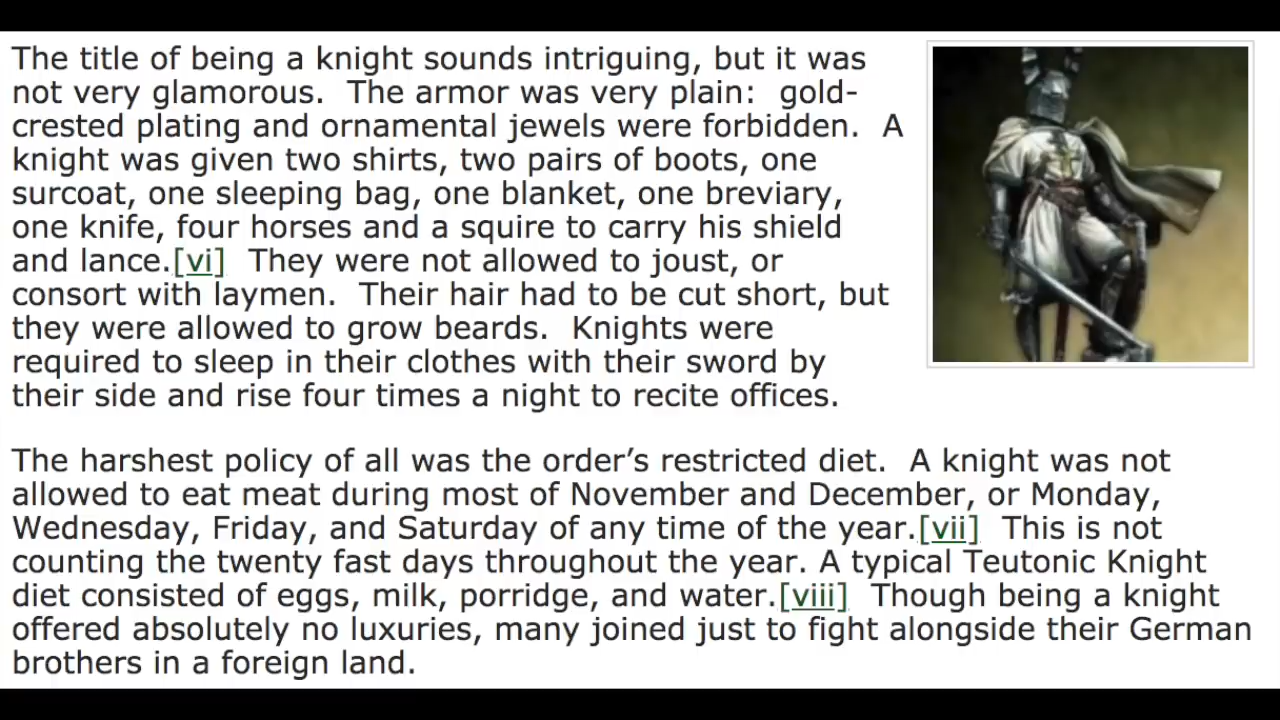 The title of being a knight sounds intriguing, but it was
not very glamorous.  The armor was very plain:  gold-
crested plating and ornamental jewels were forbidden.  A
knight was given two shirts, two pairs of boots, one
surcoat, one sleeping bag, one blanket, one breviary,
one knife, four horses and a squire to carry his shield
and lance.[vi]  They were not allowed to joust, or
consort with laymen.  Their hair had to be cut short, but
they were allowed to grow beards.  Knights were
required to sleep in their clothes with their sword by
their side and rise four times a night to recite offices.
The harshest policy of all was the order’s restricted diet.  A knight was not
allowed to eat meat during most of November and December, or Monday,
Wednesday, Friday, and Saturday of any time of the year.[vii]  This is not
counting the twenty fast days throughout the year. A typical Teutonic Knight
diet consisted of eggs, milk, porridge, and water.[viii]  Though being a knight
offered absolutely no luxuries, many joined just to fight alongside their German
brothers in a foreign land.